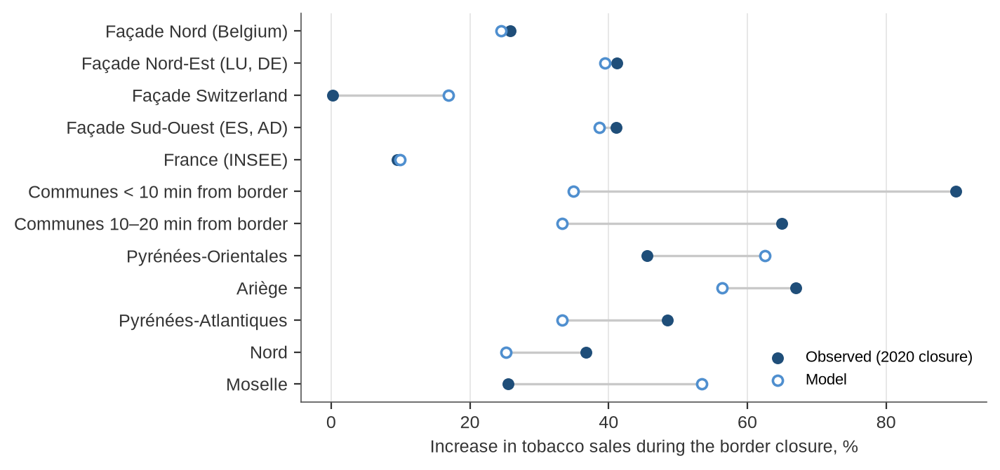 Façade Nord (Belgium)
Façade Nord-Est (LU, DE)
Façade Switzerland
Façade Sud-Ouest (ES, AD)
France (INSEE)
Communes < 10 min from border
Communes 10–20 min from border
Pyrénées-Orientales
Ariège
Pyrénées-Atlantiques
Nord
Moselle
Observed (2020 closure)
Model
0 20 40 60 80
Increase in tobacco sales during the border closure, %